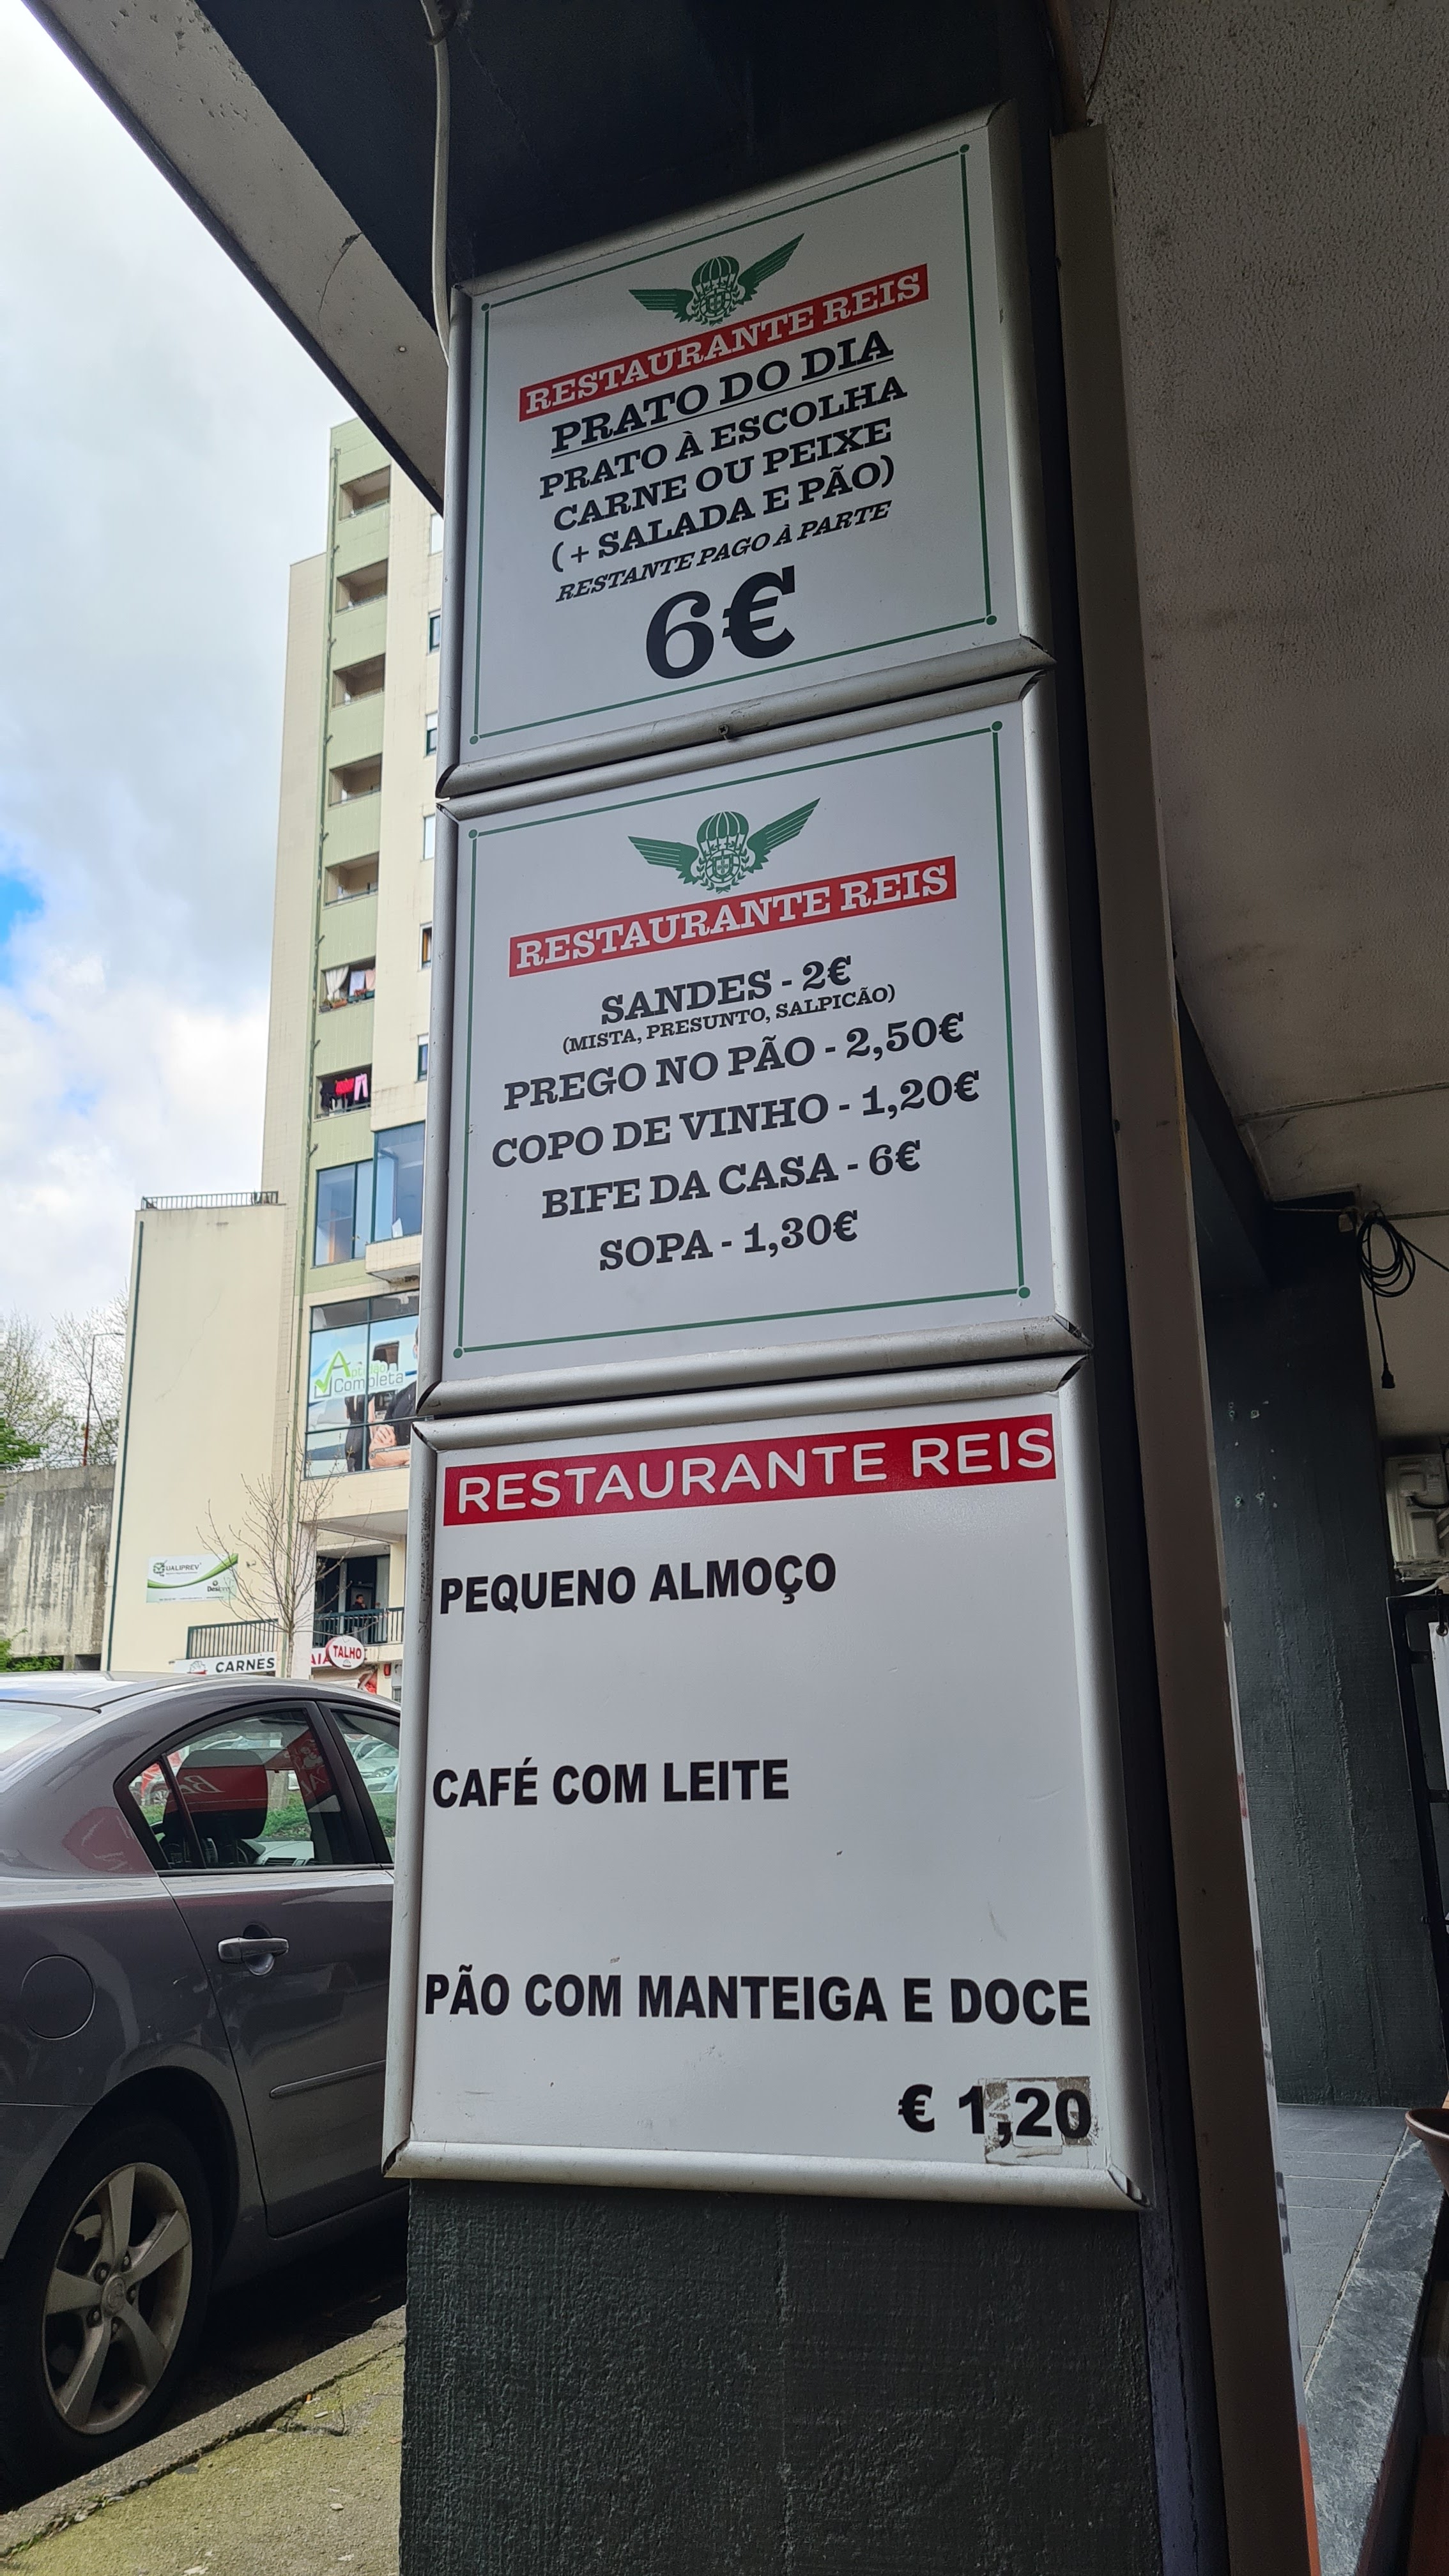 RESTAURANTE REIS
PRATO DO DIA
PRATO À ESCOLHA
CARNE OU PEIXE
(+ SALADA E PÃO)
RESTANTE PAGO À PARTE
6€
RESTAURANTE REIS
SANDES - 2€
(MISTA, PRESUNTO, SALPICÃO)
PREGO NO PÃO - 2,50€
COPO DE VINHO - 1,20€
BIFE DA CASA - 6€
SOPA - 1,30€
RESTAURANTE REIS
PEQUENO ALMOÇO
CAFÉ COM LEITE
PÃO COM MANTEIGA E DOCE
€ 1,20
Completa
UALIPREV
CARNES
TALHO